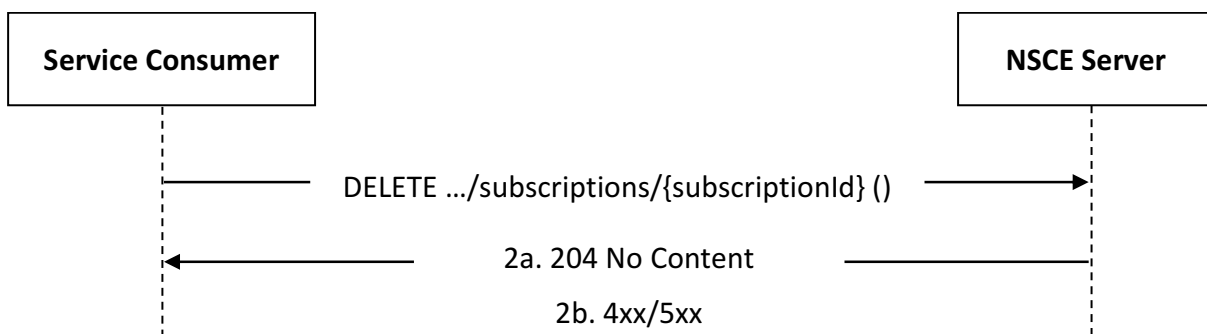 Service Consumer
NSCE Server
DELETE .../subscriptions/{subscriptionId} ()
2a. 204 No Content
2b. 4xx/5xx